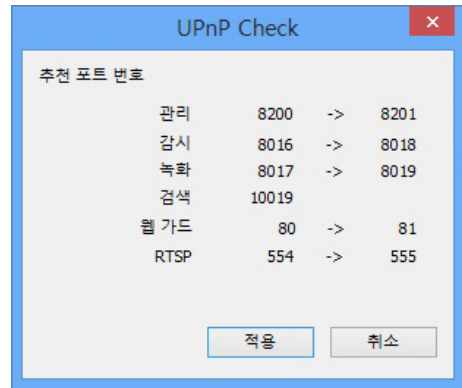 UPnP Check
추천 포트 번호
관리 8200 -> 8201
감시 8016 -> 8018
녹화 8017 -> 8019
검색 10019
웹 가드 80 -> 81
RTSP 554 -> 555
적용 취소